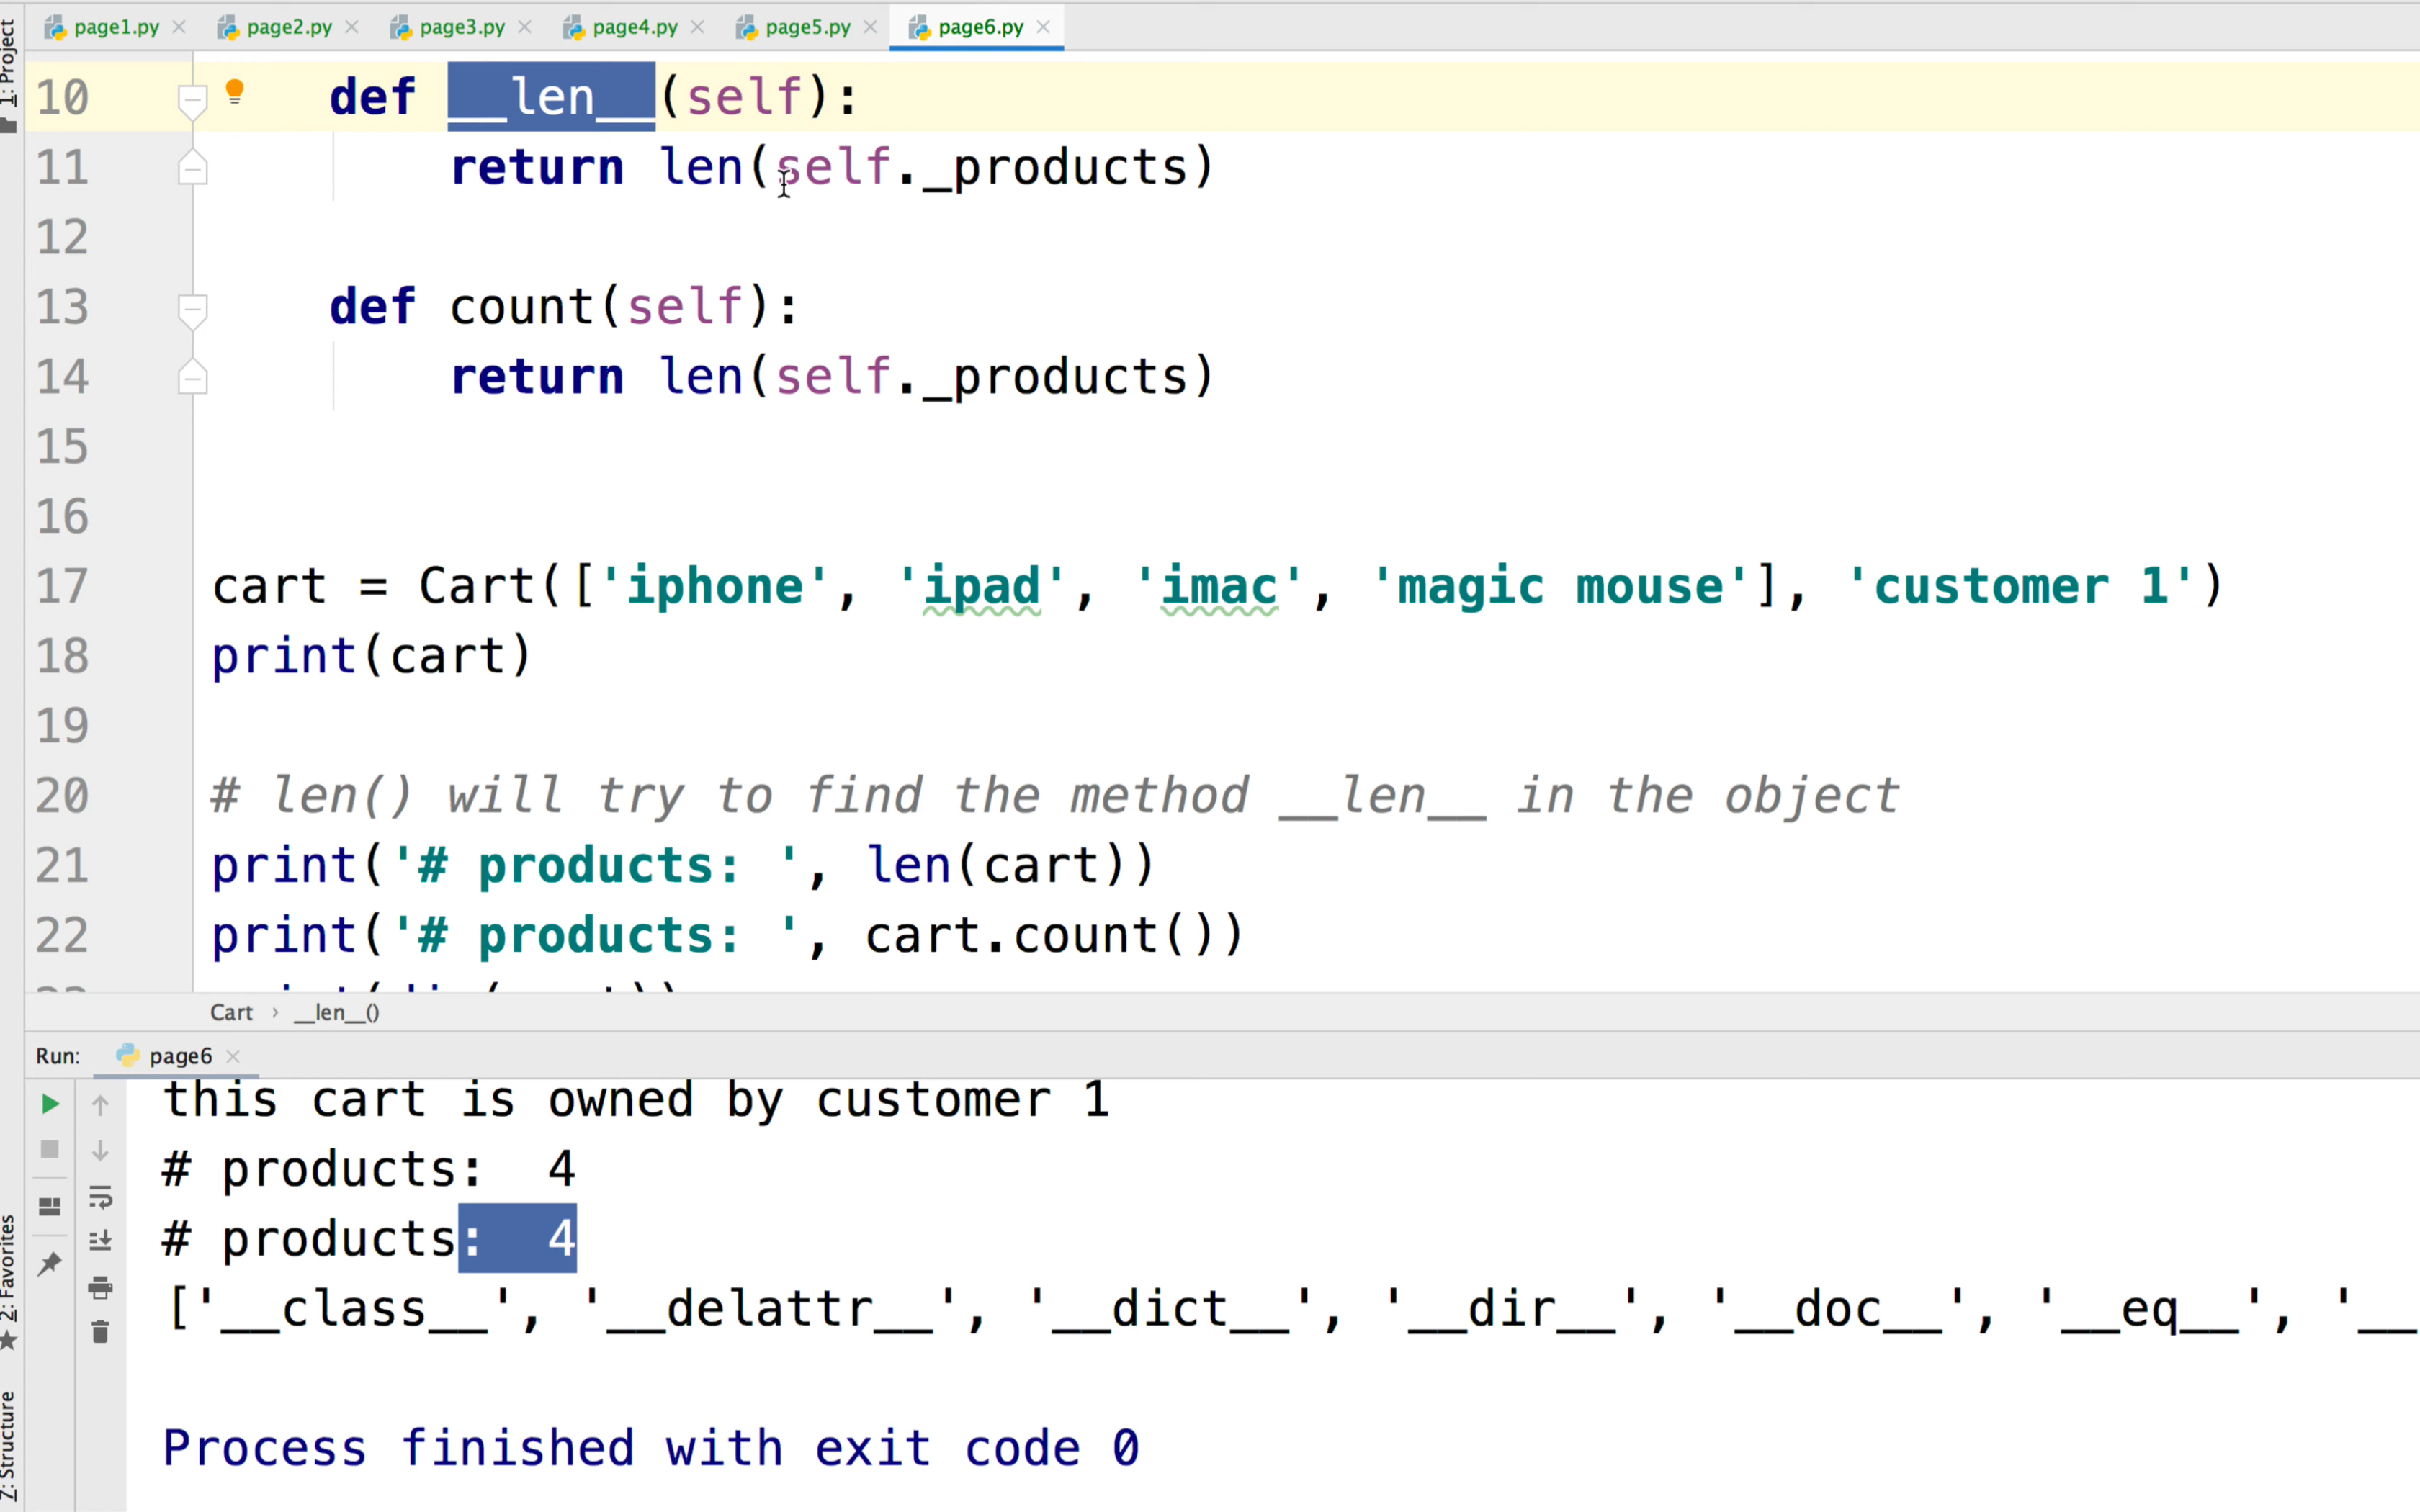 page1.py page2.py page3.py page4.py page5.py page6.py
1: Project
10 def __len__(self):
11 return len(self._products)
12
13 def count(self):
14 return len(self._products)
15
16
17 cart = Cart(['iphone', 'ipad', 'imac', 'magic mouse'], 'customer 1')
18 print(cart)
19
20 # len() will try to find the method __len__ in the object
21 print('# products: ', len(cart))
22 print('# products: ', cart.count())
Cart › __len__()
Run: page6
this cart is owned by customer 1
# products:  4
# products:  4
['__class__', '__delattr__', '__dict__', '__dir__', '__doc__', '__eq__', '__
Process finished with exit code 0
2: Favorites
7: Structure